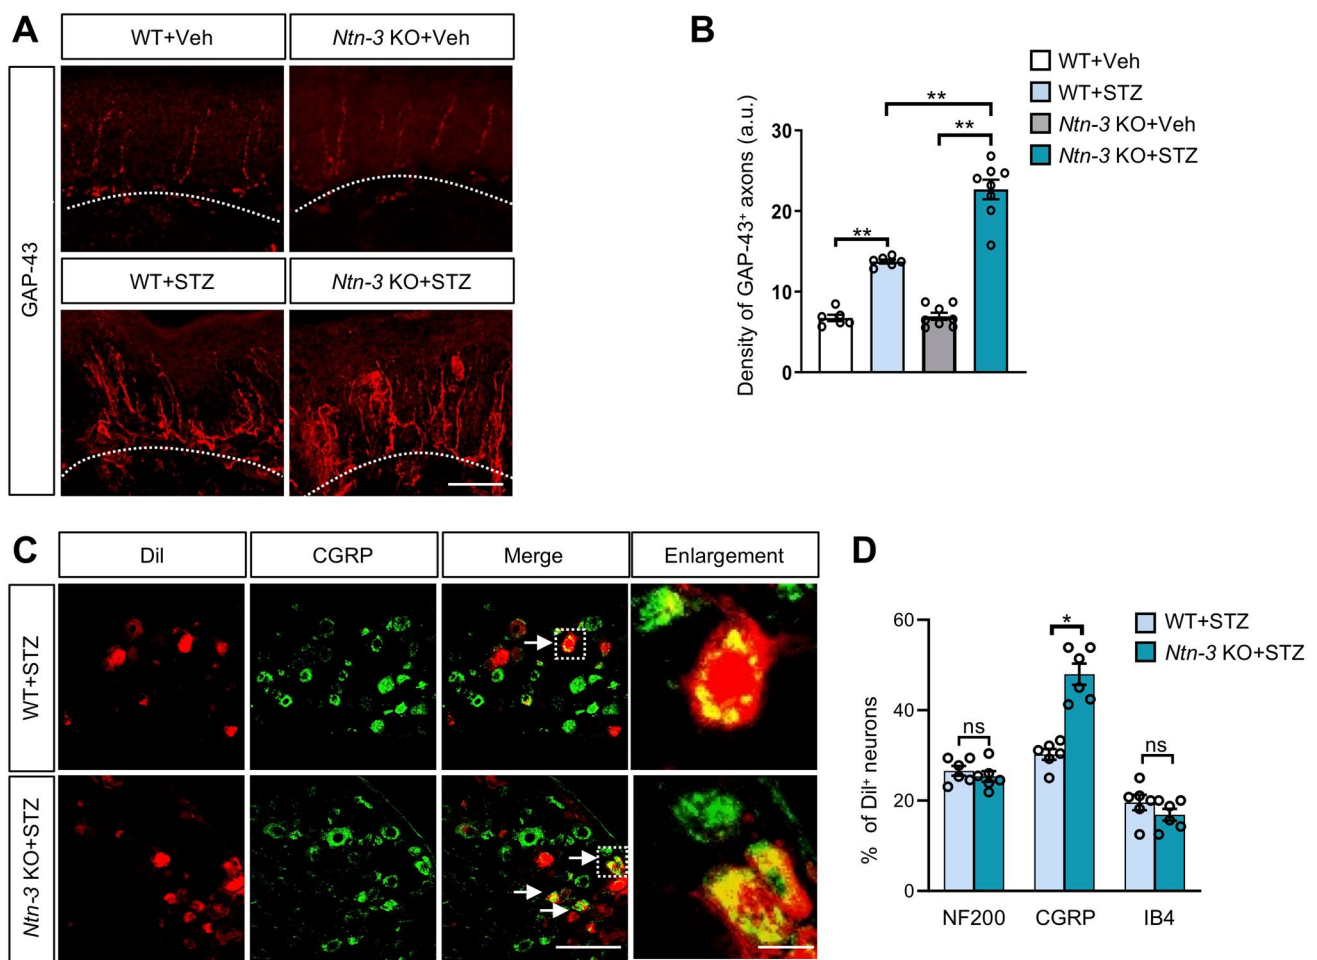 A
WT+Veh
Ntn-3 KO+Veh
GAP-43
WT+STZ
Ntn-3 KO+STZ
B
WT+Veh
WT+STZ
Ntn-3 KO+Veh
Ntn-3 KO+STZ
Density of GAP-43⁺ axons (a.u.)
30
20
10
0
**
**
**
C
DiI
CGRP
Merge
Enlargement
WT+STZ
Ntn-3 KO+STZ
D
WT+STZ
Ntn-3 KO+STZ
% of DiI⁺ neurons
60
40
20
0
ns
*
ns
NF200
CGRP
IB4